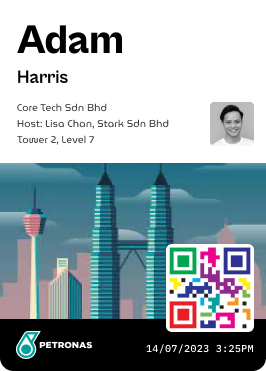 Adam
Harris
Core Tech Sdn Bhd
Host: Lisa Chan, Stark Sdn Bhd
Tower 2, Level 7
PETRONAS
14/07/2023 3:25PM